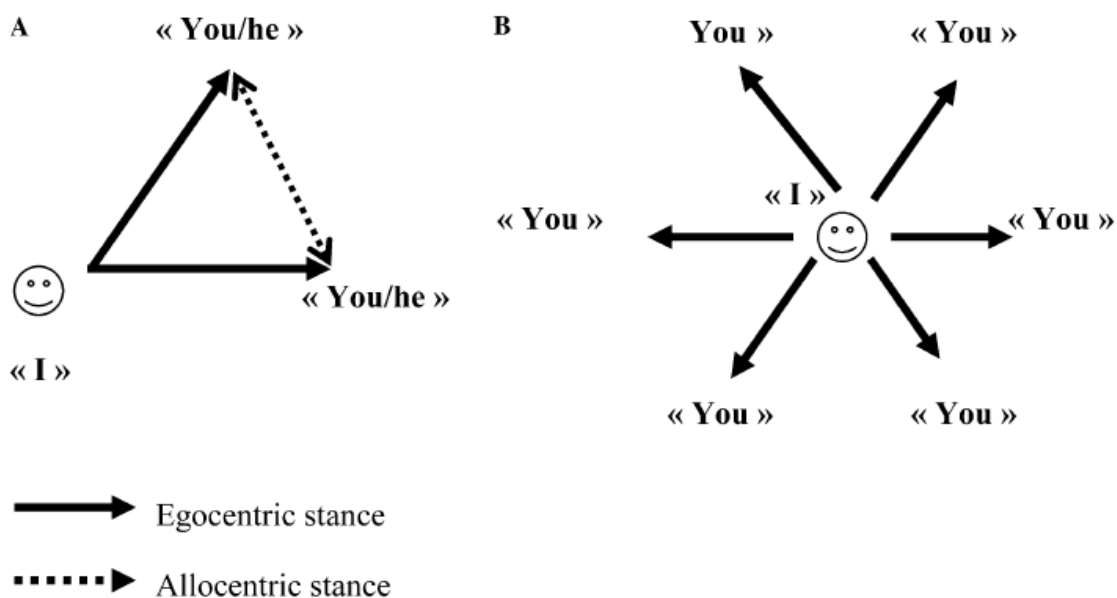 A
« You/he »
« You/he »
« I »
B
You »
« You »
« I »
« You »
« You »
« You »
« You »
Egocentric stance
Allocentric stance